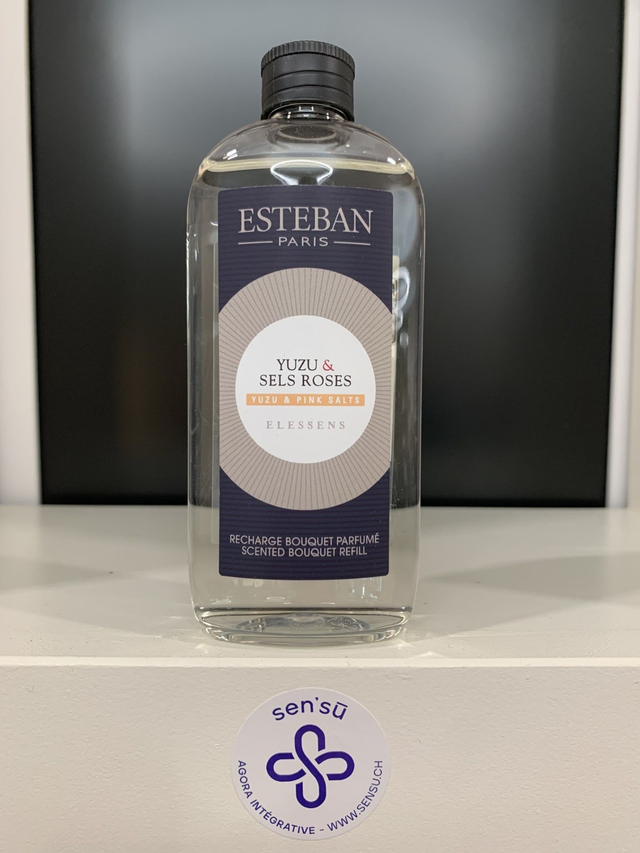 ESTEBAN
PARIS
YUZU &
SELS ROSES
YUZU & PINK SALTS
ELESSENS
RECHARGE BOUQUET PARFUMÉ
SCENTED BOUQUET REFILL
sen'sū
AGORA INTÉGRATIVE - WWW.SENSU.CH